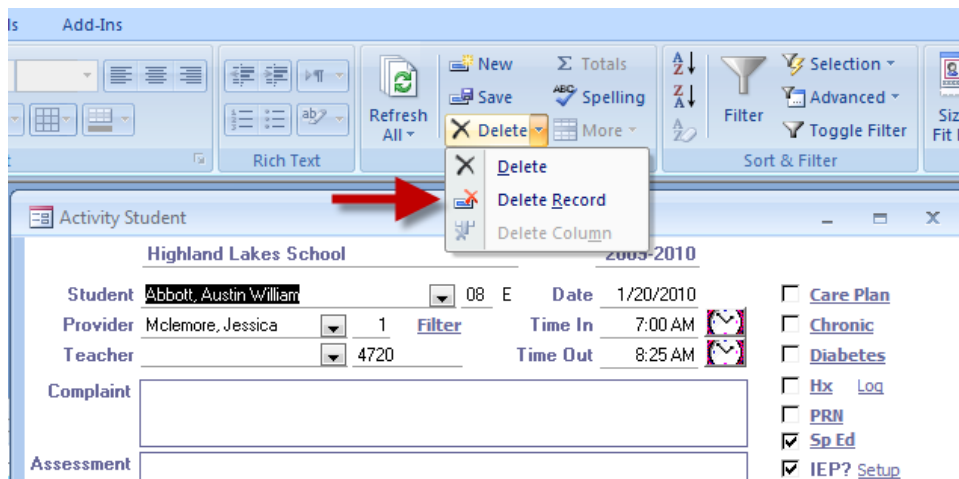 ls Add-Ins
New Σ Totals Selection
Save ABC Spelling Advanced
Refresh All Delete More Filter Toggle Filter
Rich Text Sort & Filter
Delete
Delete Record
Delete Column
Activity Student
Highland Lakes School 2009-2010
Student Abbott, Austin William 08 E Date 1/20/2010 Care Plan
Provider Mclemore, Jessica 1 Filter Time In 7:00 AM Chronic
Teacher 4720 Time Out 8:25 AM Diabetes
Complaint Hx Log
PRN
Sp Ed
Assessment IEP? Setup